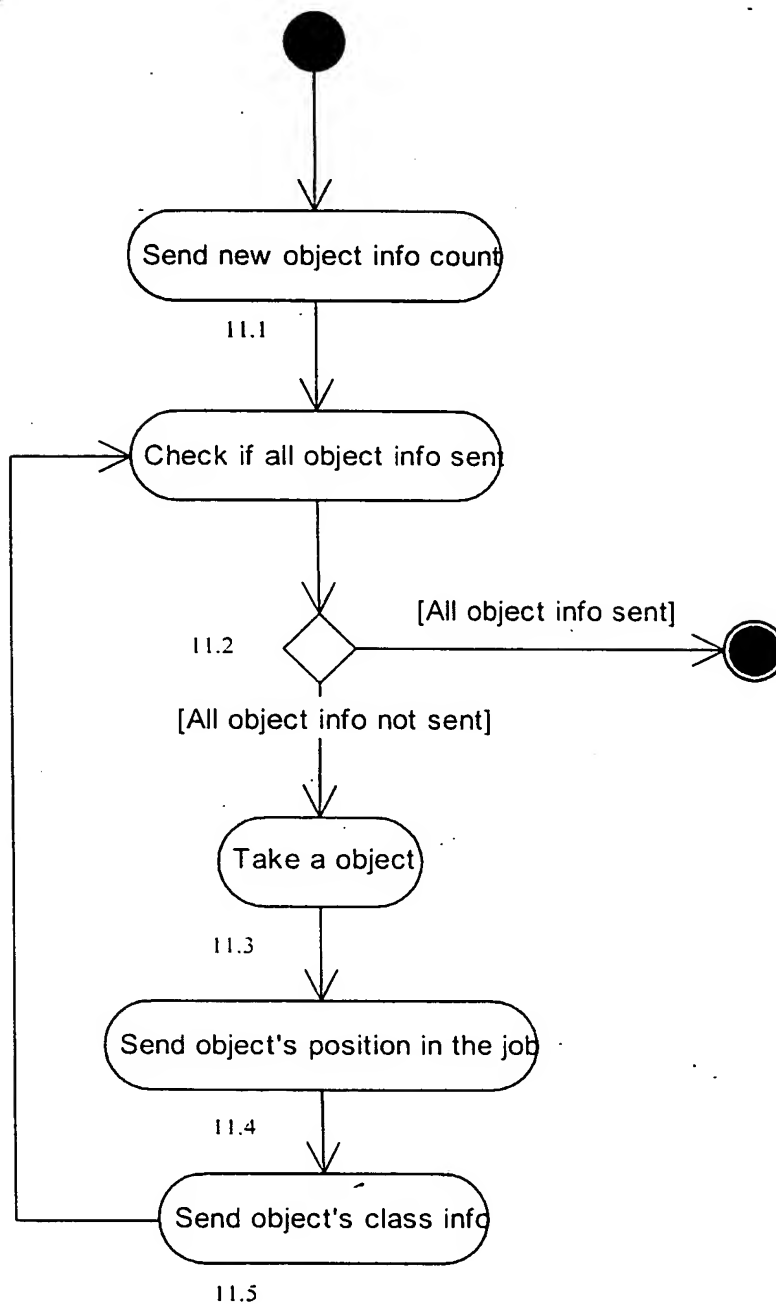 Send new object info count
11.1
Check if all object info sent
[All object info sent]
11.2
[All object info not sent]
Take a object
11.3
Send object's position in the job
11.4
Send object's class info
11.5